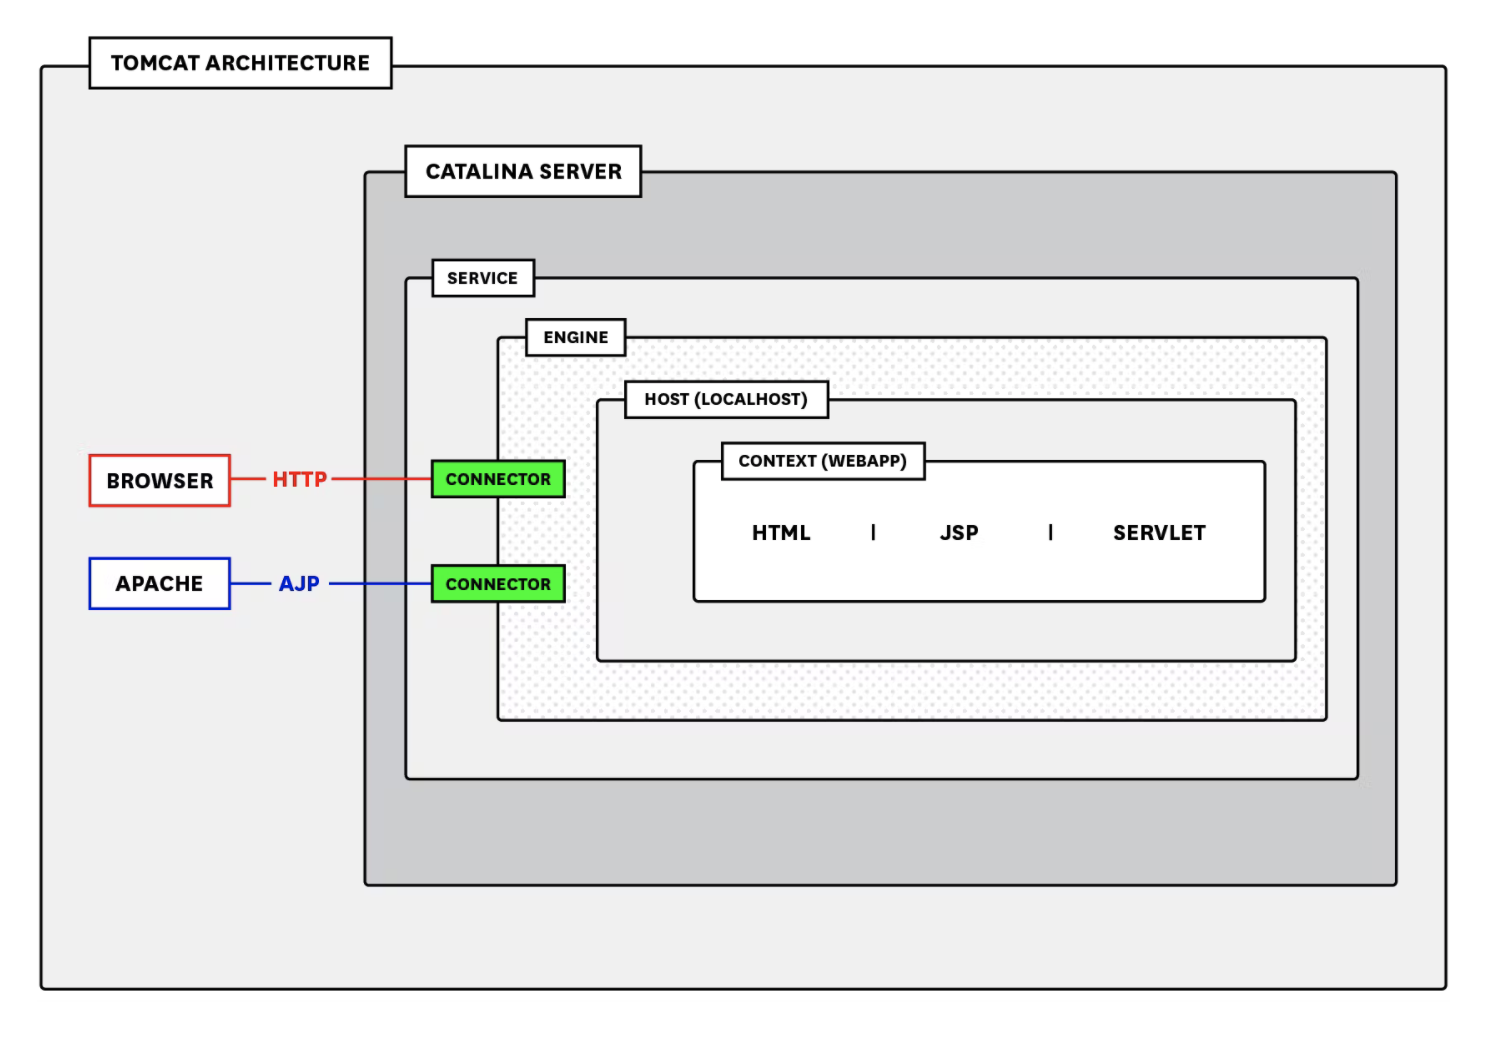 TOMCAT ARCHITECTURE
CATALINA SERVER
SERVICE
ENGINE
HOST (LOCALHOST)
CONTEXT (WEBAPP)
BROWSER HTTP CONNECTOR
HTML | JSP | SERVLET
APACHE AJP CONNECTOR